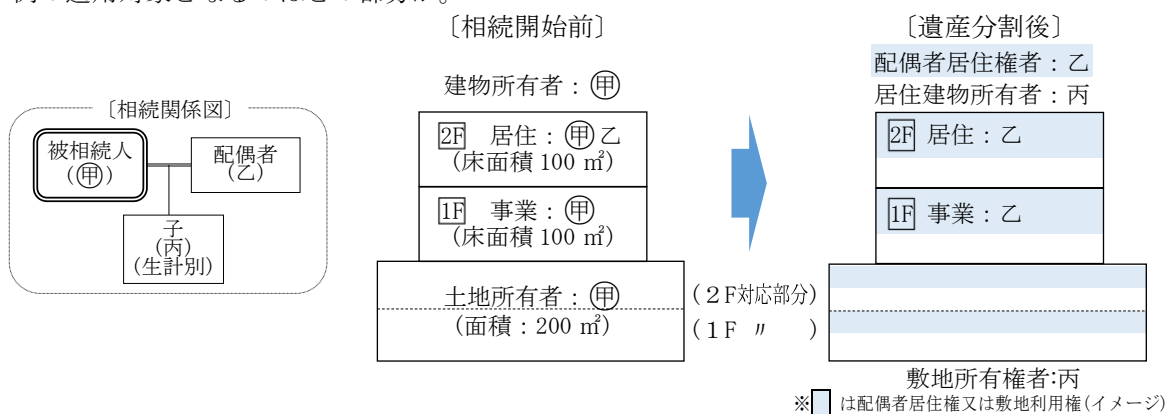 〔相続開始前〕
〔遺産分割後〕
建物所有者：㊙甲
配偶者居住権者：乙
居住建物所有者：丙
〔相続関係図〕
被相続人
（甲）
配偶者
（乙）
子
（丙）
（生計別）
2F 居住：甲乙
（床面積 100 ㎡）
1F 事業：甲
（床面積 100 ㎡）
土地所有者：甲
（面積：200 ㎡）
2F 居住：乙
1F 事業：乙
（２F対応部分）
（１F 〃 ）
敷地所有権者:丙
※ は配偶者居住権又は敷地利用権(イメージ)